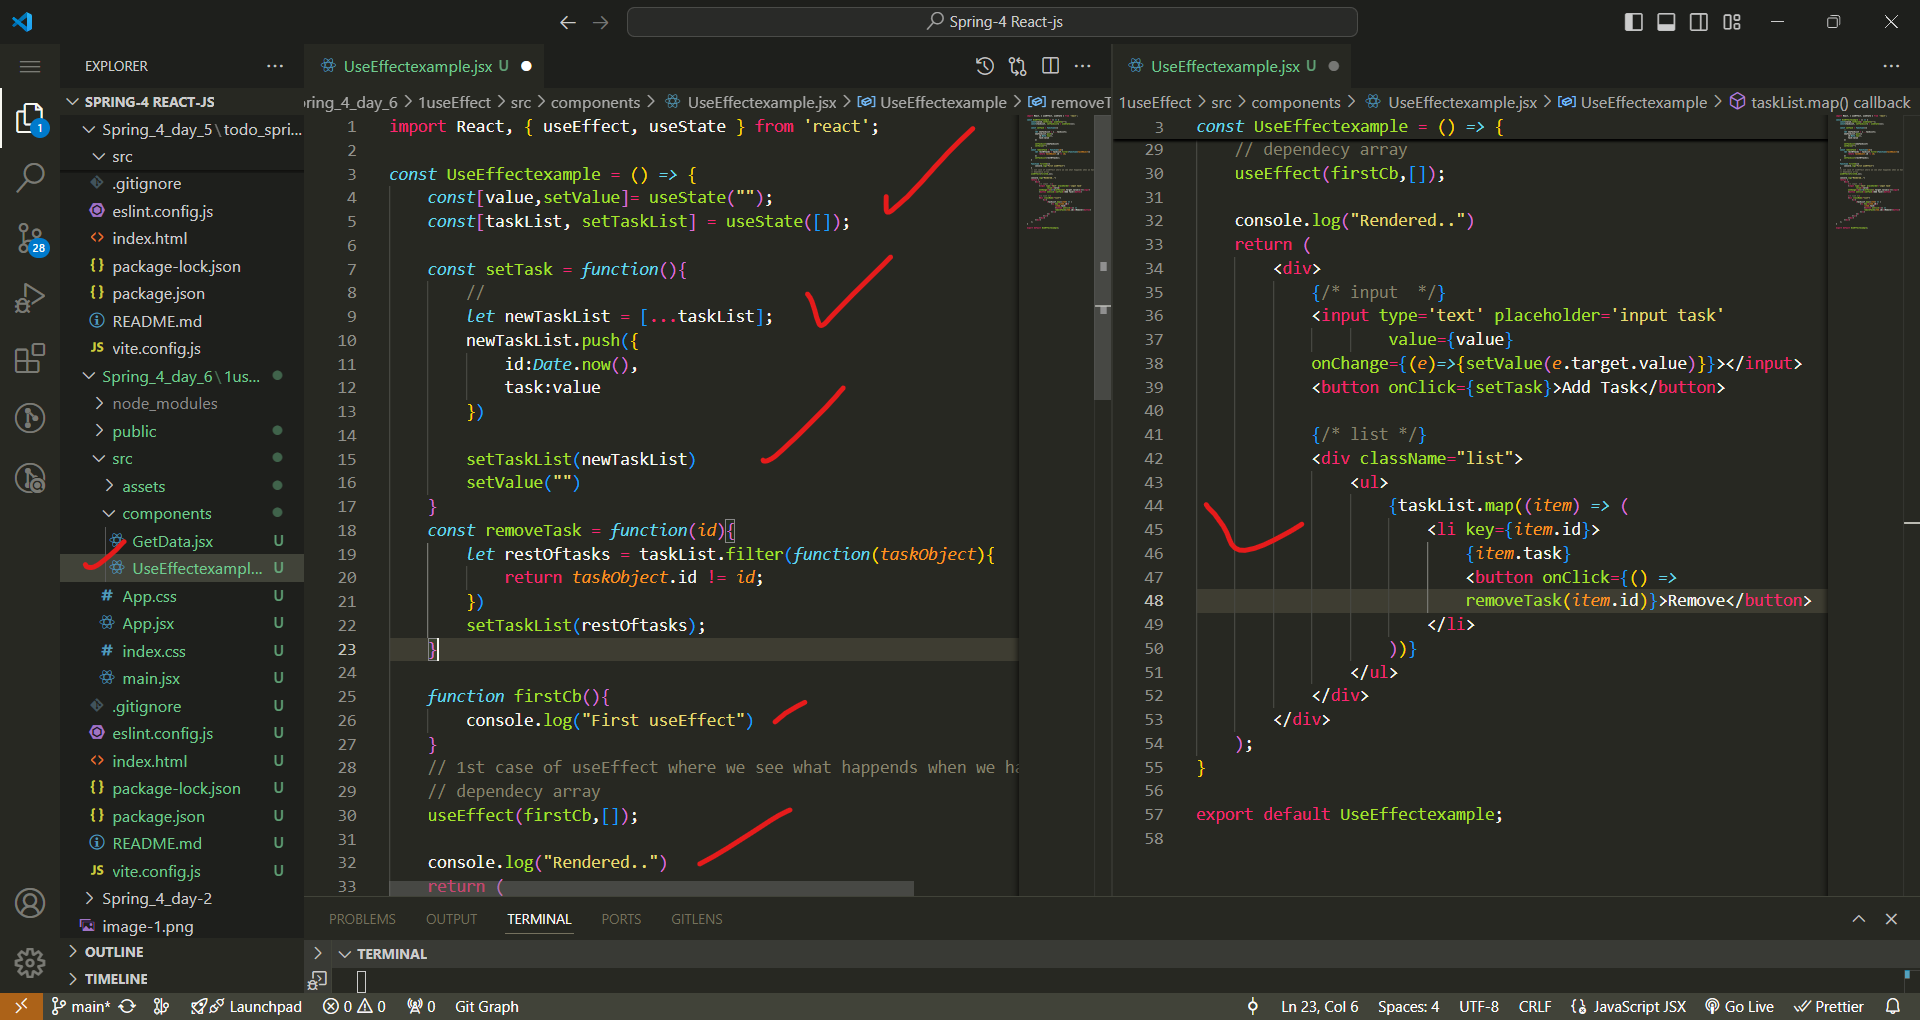 Spring-4 React-js
EXPLORER
SPRING-4 REACT-JS
Spring_4_day_5\todo_spri...
src
.gitignore
eslint.config.js
index.html
package-lock.json
package.json
README.md
vite.config.js
Spring_4_day_6\1us...
node_modules
public
src
assets
components
GetData.jsx U
UseEffectexampl... U
App.css U
App.jsx U
index.css U
main.jsx U
.gitignore U
eslint.config.js U
index.html U
package-lock.json U
package.json U
README.md U
vite.config.js U
Spring_4_day-2
image-1.png
OUTLINE
TIMELINE
1
28
UseEffectexample.jsx U
ring_4_day_6 > 1useEffect > src > components > UseEffectexample.jsx > UseEffectexample > removeT
1 import React, { useEffect, useState } from 'react';
2
3 const UseEffectexample = () => {
4 const[value,setValue]= useState("");
5 const[taskList, setTaskList] = useState([]);
6
7 const setTask = function(){
8 //
9 let newTaskList = [...taskList];
10 newTaskList.push({
11 id:Date.now(),
12 task:value
13 })
14
15 setTaskList(newTaskList)
16 setValue("")
17 }
18 const removeTask = function(id){
19 let restOftasks = taskList.filter(function(taskObject){
20 return taskObject.id != id;
21 })
22 setTaskList(restOftasks);
23 }
24
25 function firstCb(){
26 console.log("First useEffect")
27 }
28 // 1st case of useEffect where we see what happends when we ha
29 // dependecy array
30 useEffect(firstCb,[]);
31
32 console.log("Rendered..")
33 return (
UseEffectexample.jsx U
1useEffect > src > components > UseEffectexample.jsx > UseEffectexample > taskList.map() callback
3 const UseEffectexample = () => {
29 // dependecy array
30 useEffect(firstCb,[]);
31
32 console.log("Rendered..")
33 return (
34 <div>
35 {/* input  */}
36 <input type='text' placeholder='input task'
37 value={value}
38 onChange={(e)=>{setValue(e.target.value)}}></input>
39 <button onClick={setTask}>Add Task</button>
40
41 {/* list */}
42 <div className="list">
43 <ul>
44 {taskList.map((item) => (
45 <li key={item.id}>
46 {item.task}
47 <button onClick={() =>
48 removeTask(item.id)}>Remove</button>
49 </li>
50 ))}
51 </ul>
52 </div>
53 </div>
54 );
55 }
56
57 export default UseEffectexample;
58
PROBLEMS OUTPUT TERMINAL PORTS GITLENS
TERMINAL
main* Launchpad 0 0 0 Git Graph Ln 23, Col 6 Spaces: 4 UTF-8 CRLF JavaScript JSX Go Live Prettier